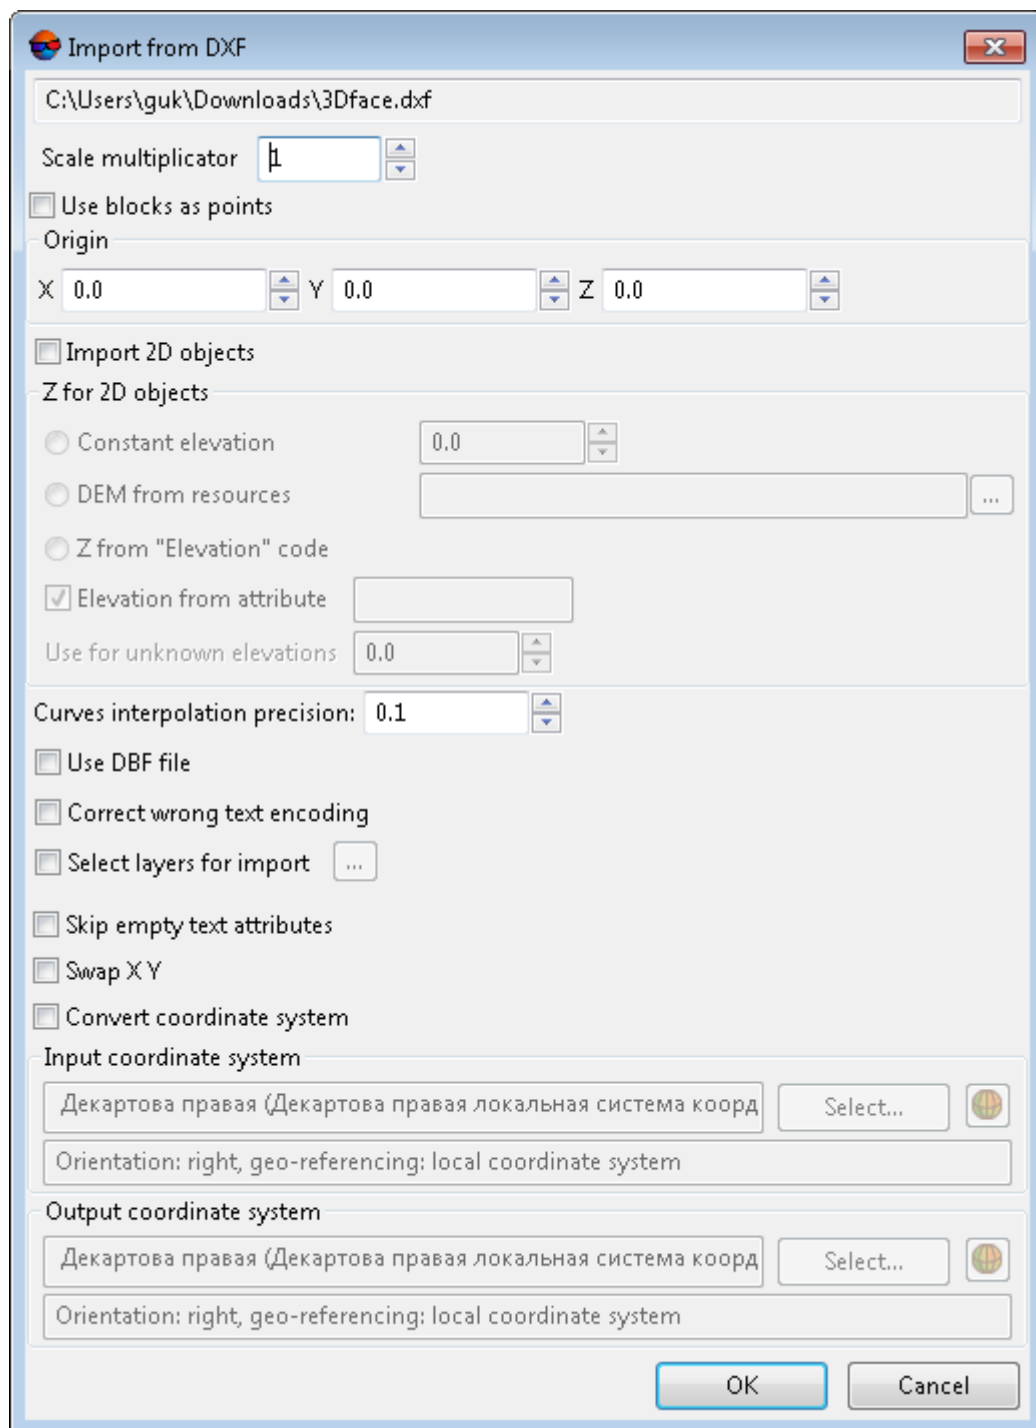 Import from DXF
C:\Users\guk\Downloads\3Dface.dxf
Scale multiplicator 1
Use blocks as points
Origin
X 0.0 Y 0.0 Z 0.0
Import 2D objects
Z for 2D objects
Constant elevation 0.0
DEM from resources ...
Z from "Elevation" code
Elevation from attribute
Use for unknown elevations 0.0
Curves interpolation precision: 0.1
Use DBF file
Correct wrong text encoding
Select layers for import ...
Skip empty text attributes
Swap X Y
Convert coordinate system
Input coordinate system
Декартова правая (Декартова правая локальная система коорд Select...
Orientation: right, geo-referencing: local coordinate system
Output coordinate system
Декартова правая (Декартова правая локальная система коорд Select...
Orientation: right, geo-referencing: local coordinate system
OK Cancel